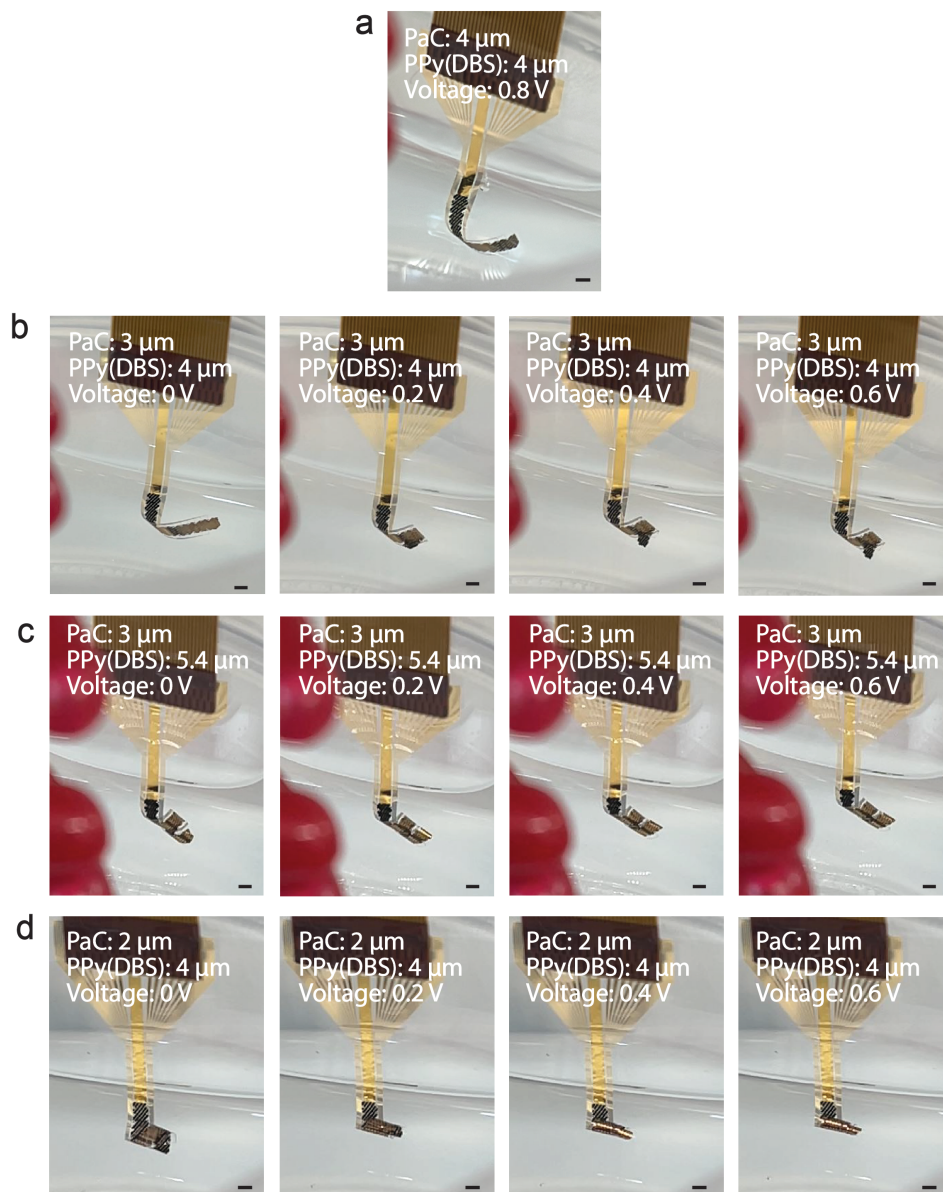 a
PaC: 4 μm
PPy(DBS): 4 μm
Voltage: 0.8 V
b
PaC: 3 μm
PPy(DBS): 4 μm
Voltage: 0 V
PaC: 3 μm
PPy(DBS): 4 μm
Voltage: 0.2 V
PaC: 3 μm
PPy(DBS): 4 μm
Voltage: 0.4 V
PaC: 3 μm
PPy(DBS): 4 μm
Voltage: 0.6 V
c
PaC: 3 μm
PPy(DBS): 5.4 μm
Voltage: 0 V
PaC: 3 μm
PPy(DBS): 5.4 μm
Voltage: 0.2 V
PaC: 3 μm
PPy(DBS): 5.4 μm
Voltage: 0.4 V
PaC: 3 μm
PPy(DBS): 5.4 μm
Voltage: 0.6 V
d
PaC: 2 μm
PPy(DBS): 4 μm
Voltage: 0 V
PaC: 2 μm
PPy(DBS): 4 μm
Voltage: 0.2 V
PaC: 2 μm
PPy(DBS): 4 μm
Voltage: 0.4 V
PaC: 2 μm
PPy(DBS): 4 μm
Voltage: 0.6 V